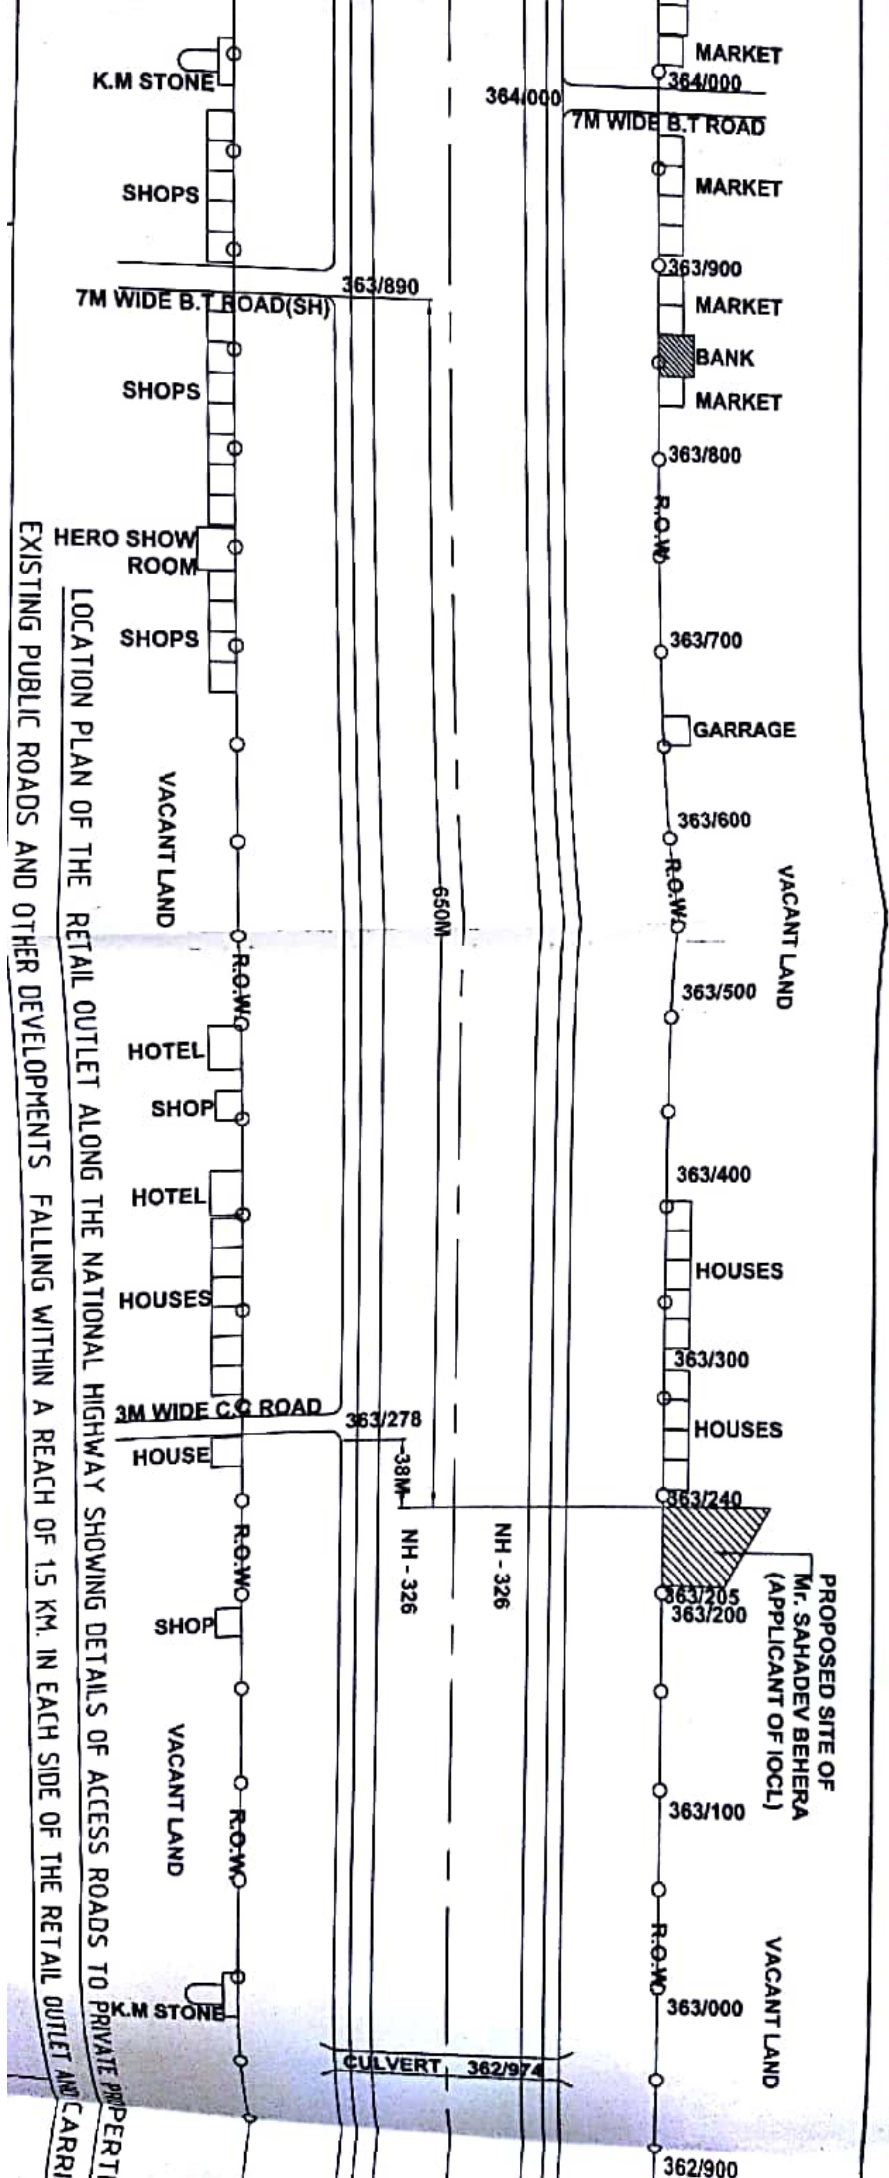 MARKET
K.M STONE
364/000
364/000
7M WIDE B.T ROAD
SHOPS
MARKET
363/900
363/890
7M WIDE B.T ROAD(SH)
MARKET
BANK
SHOPS
MARKET
363/800
R.O.W
HERO SHOW
ROOM
SHOPS
363/700
GARRAGE
VACANT LAND
363/600
R.O.W.
VACANT LAND
650M
R.O.W.
363/500
HOTEL
SHOP
HOTEL
363/400
HOUSES
HOUSES
363/300
3M WIDE C.C ROAD
363/278
HOUSES
HOUSE
38M
363/240
NH - 326
NH - 326
R.O.W.
PROPOSED SITE OF
Mr. SAHADEV BEHERA
(APPLICANT OF IOCL)
363/205
363/200
SHOP
VACANT LAND
R.O.W.
363/100
R.O.W.
VACANT LAND
K.M STONE
363/000
CULVERT
362/974
362/900
LOCATION PLAN OF THE RETAIL OUTLET ALONG THE NATIONAL HIGHWAY SHOWING DETAILS OF ACCESS ROADS TO PRIVATE PROPERTI
EXISTING PUBLIC ROADS AND OTHER DEVELOPMENTS FALLING WITHIN A REACH OF 1.5 KM. IN EACH SIDE OF THE RETAIL OUTLET AND CARRI